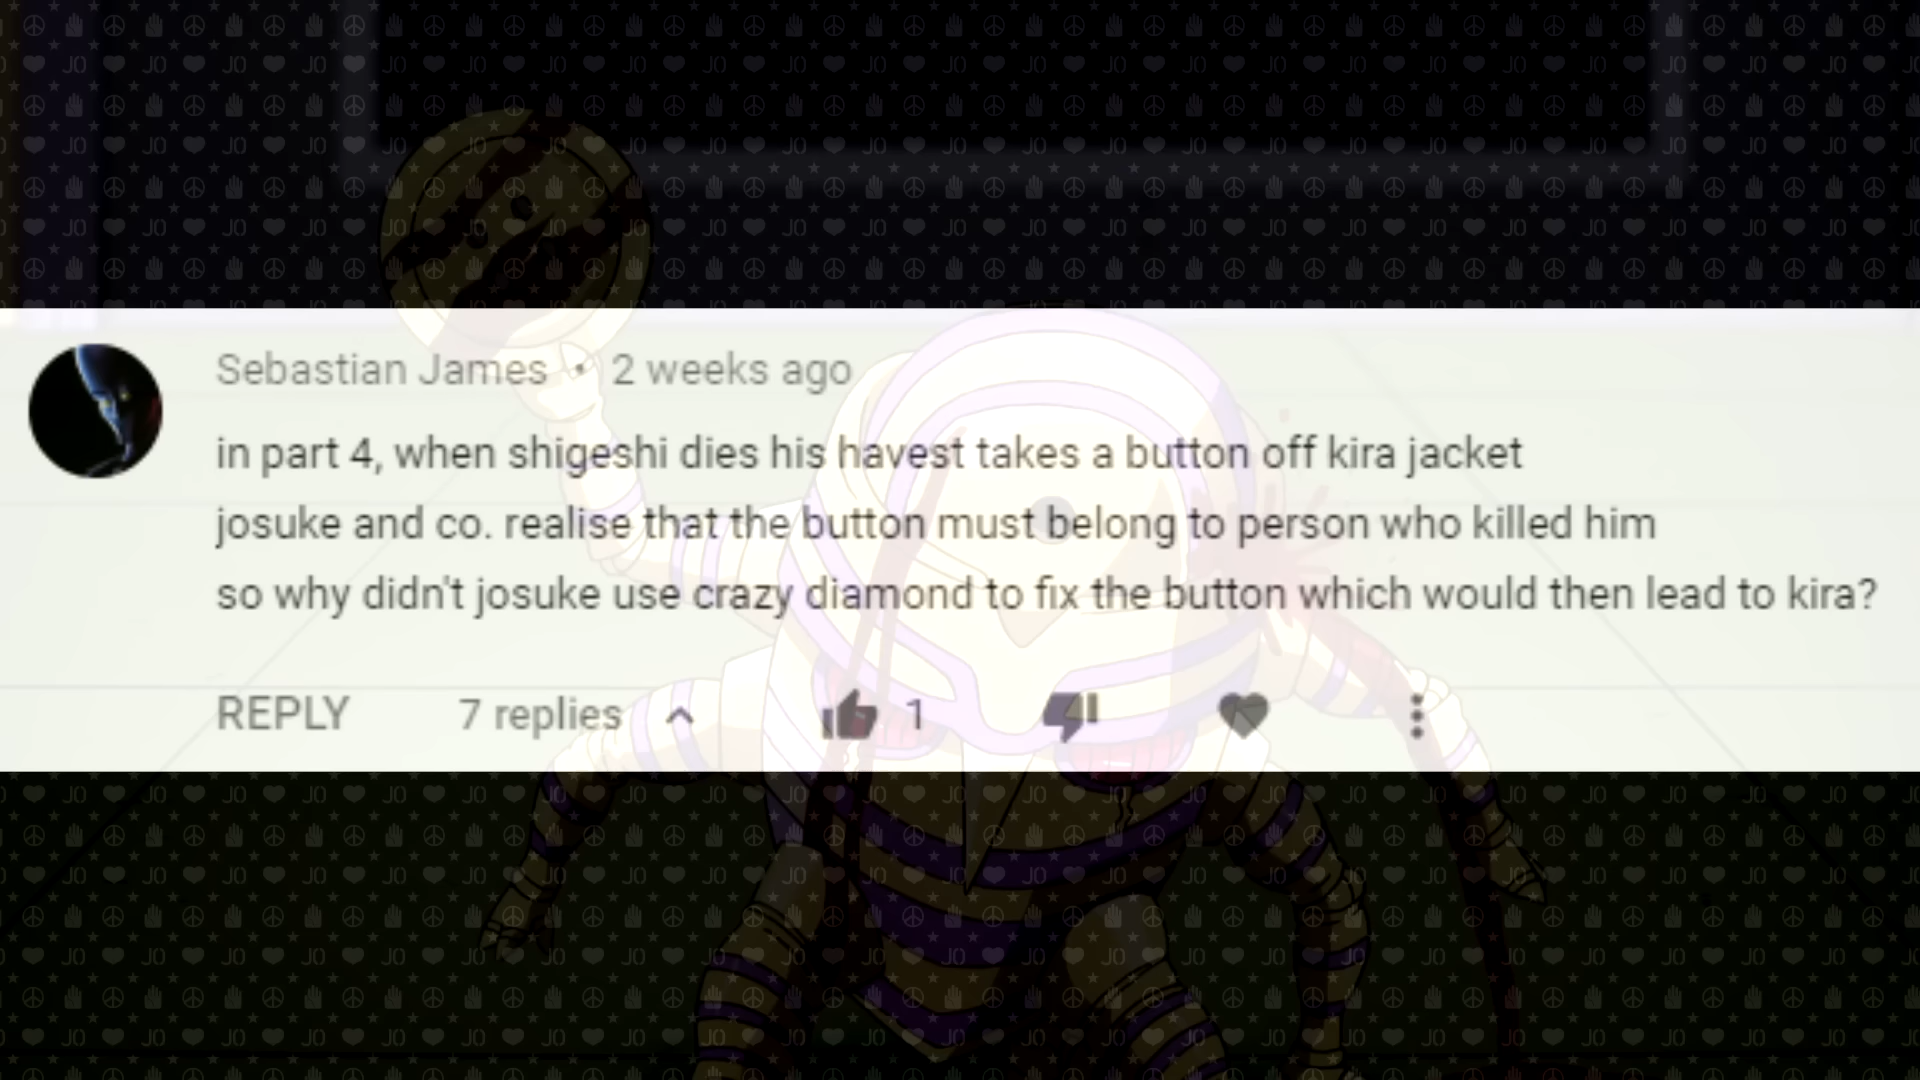 Sebastian James • 2 weeks ago
in part 4, when shigeshi dies his havest takes a button off kira jacket
josuke and co. realise that the button must belong to person who killed him
so why didn't josuke use crazy diamond to fix the button which would then lead to kira?
REPLY 7 replies 1